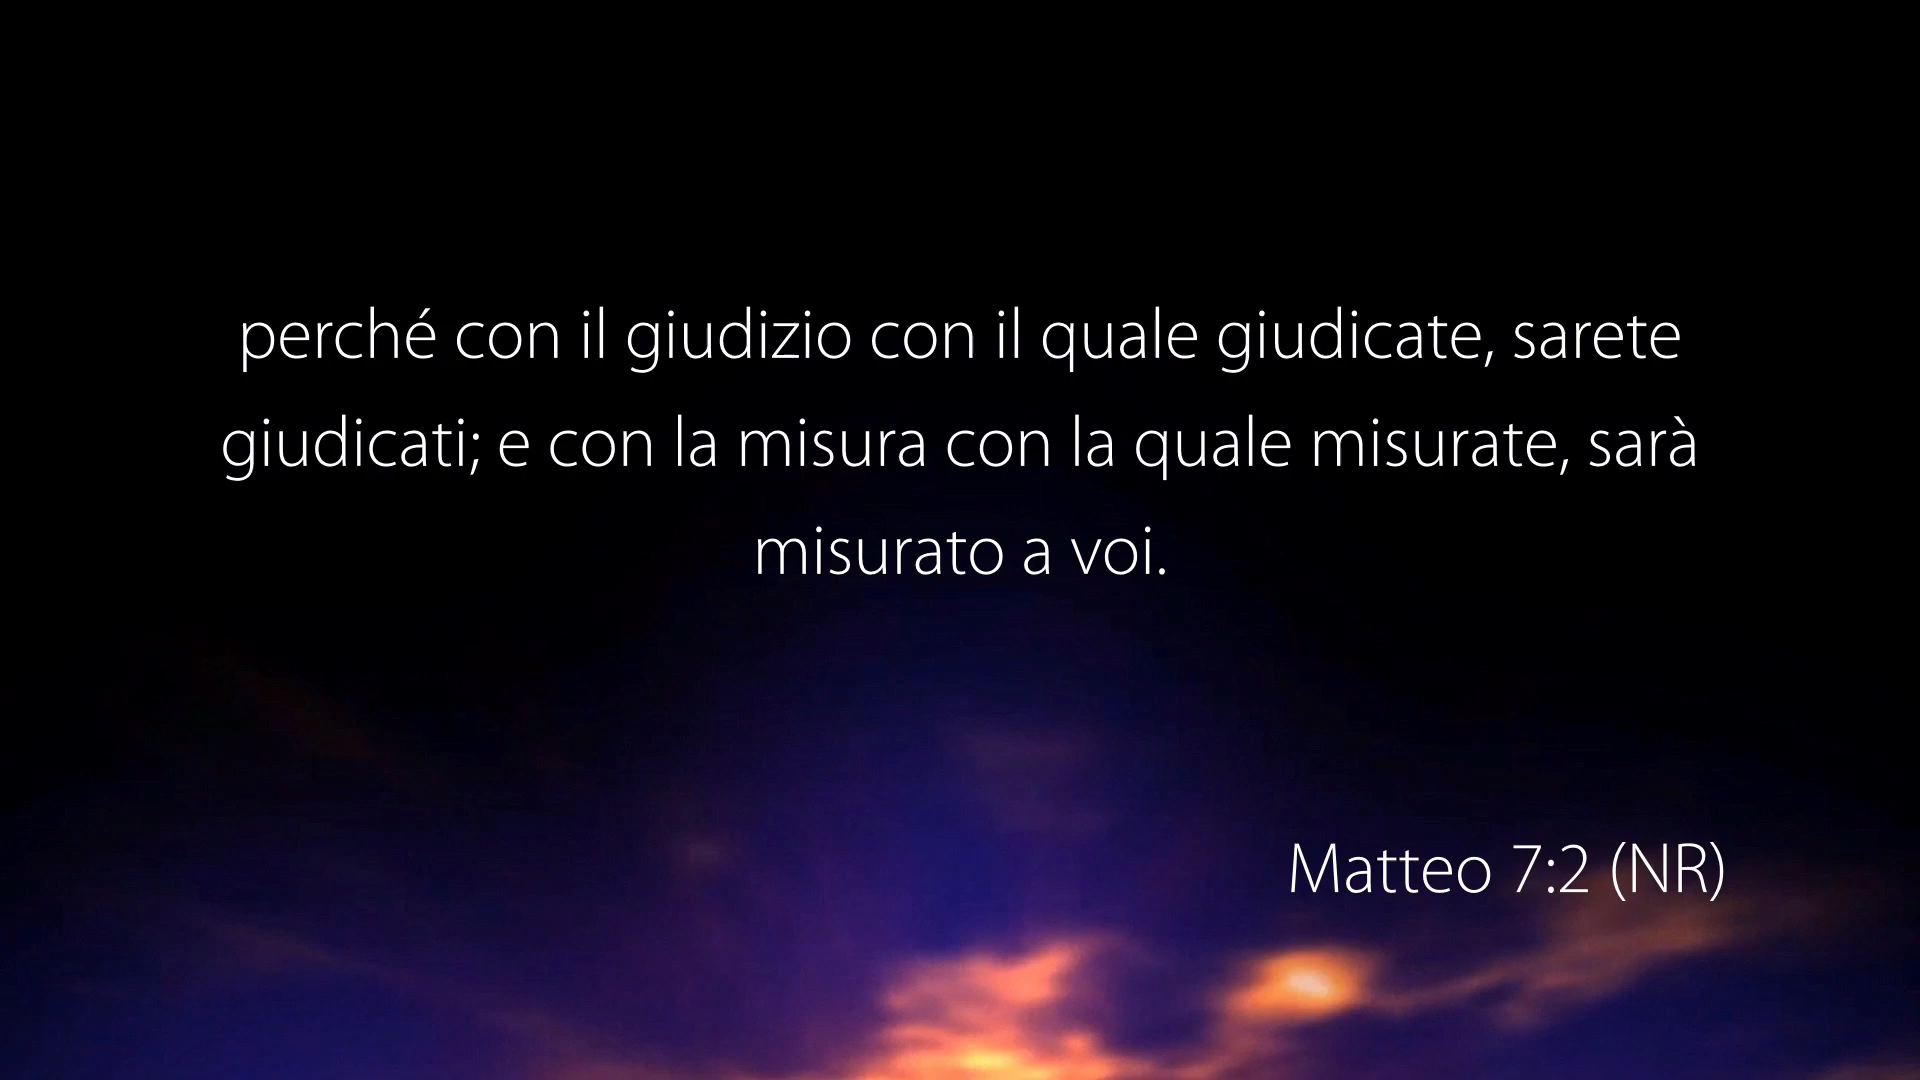 perché con il giudizio con il quale giudicate, sarete
giudicati; e con la misura con la quale misurate, sarà
misurato a voi.
Matteo 7:2 (NR)